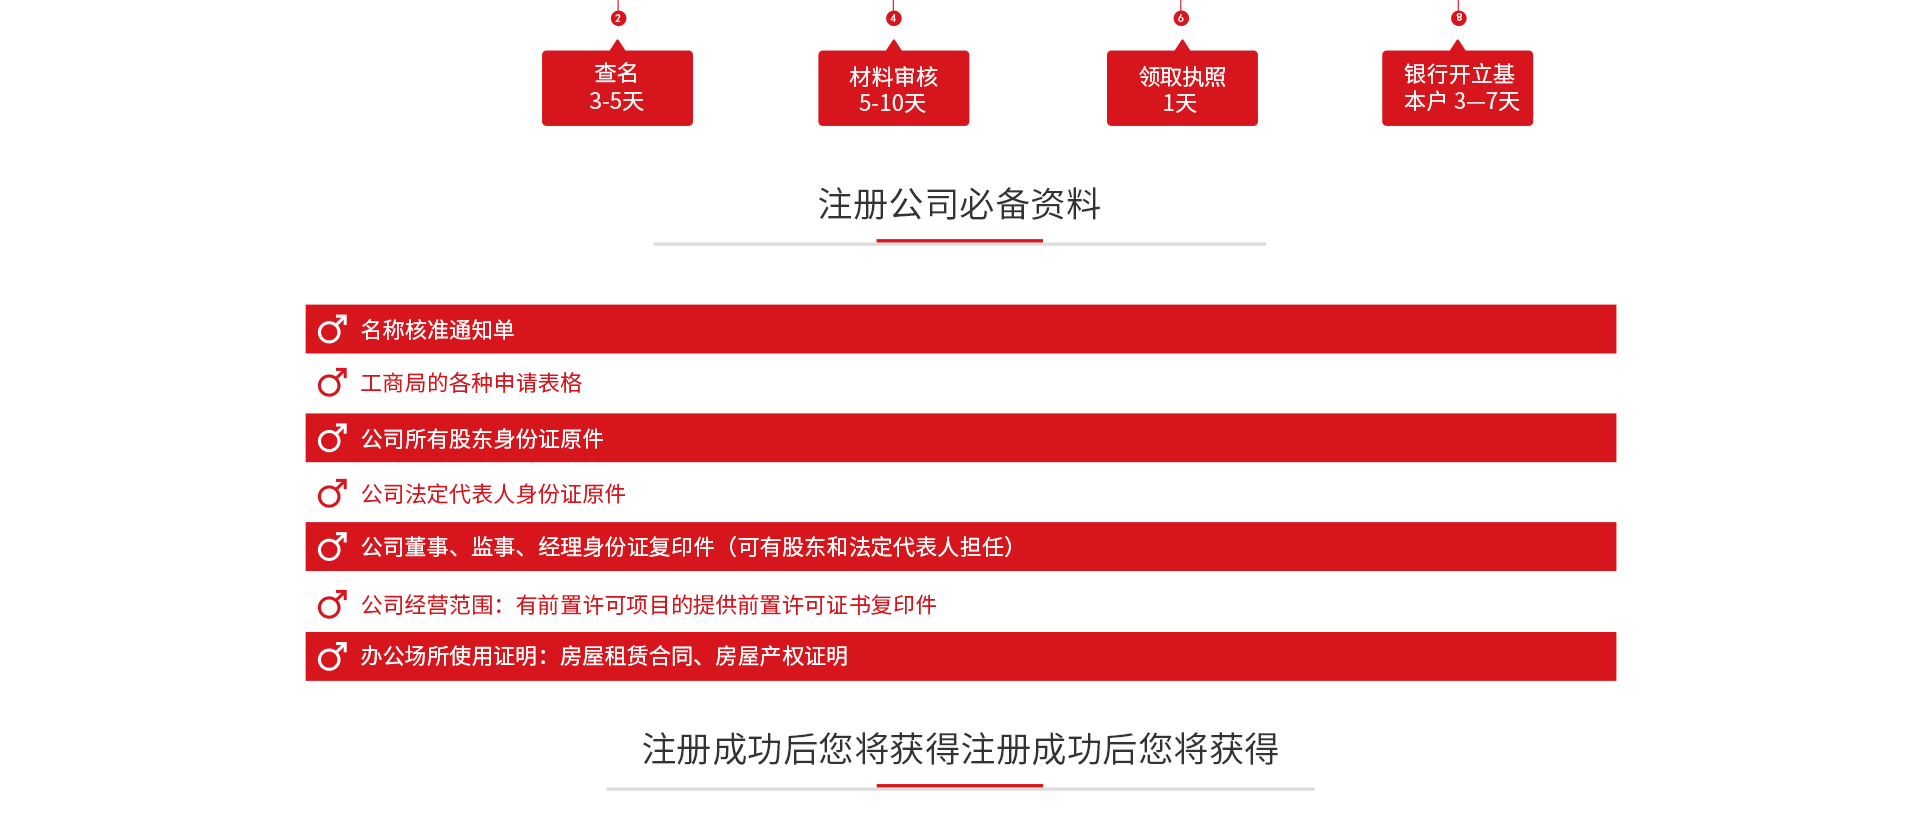 2
4
6
8
查名
3-5天
材料审核
5-10天
领取执照
1天
银行开立基
本户 3—7天
注册公司必备资料
名称核准通知单
工商局的各种申请表格
公司所有股东身份证原件
公司法定代表人身份证原件
公司董事、监事、经理身份证复印件（可有股东和法定代表人担任）
公司经营范围：有前置许可项目的提供前置许可证书复印件
办公场所使用证明：房屋租赁合同、房屋产权证明
注册成功后您将获得注册成功后您将获得